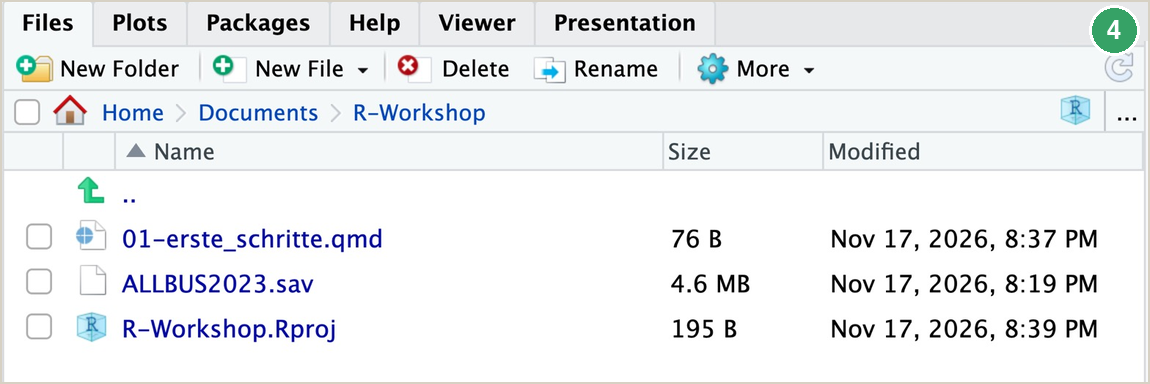 Files Plots Packages Help Viewer Presentation 4
New Folder New File Delete Rename More
Home Documents R-Workshop R ...
Name Size Modified
..
01-erste_schritte.qmd 76 B Nov 17, 2026, 8:37 PM
ALLBUS2023.sav 4.6 MB Nov 17, 2026, 8:19 PM
R R-Workshop.Rproj 195 B Nov 17, 2026, 8:39 PM